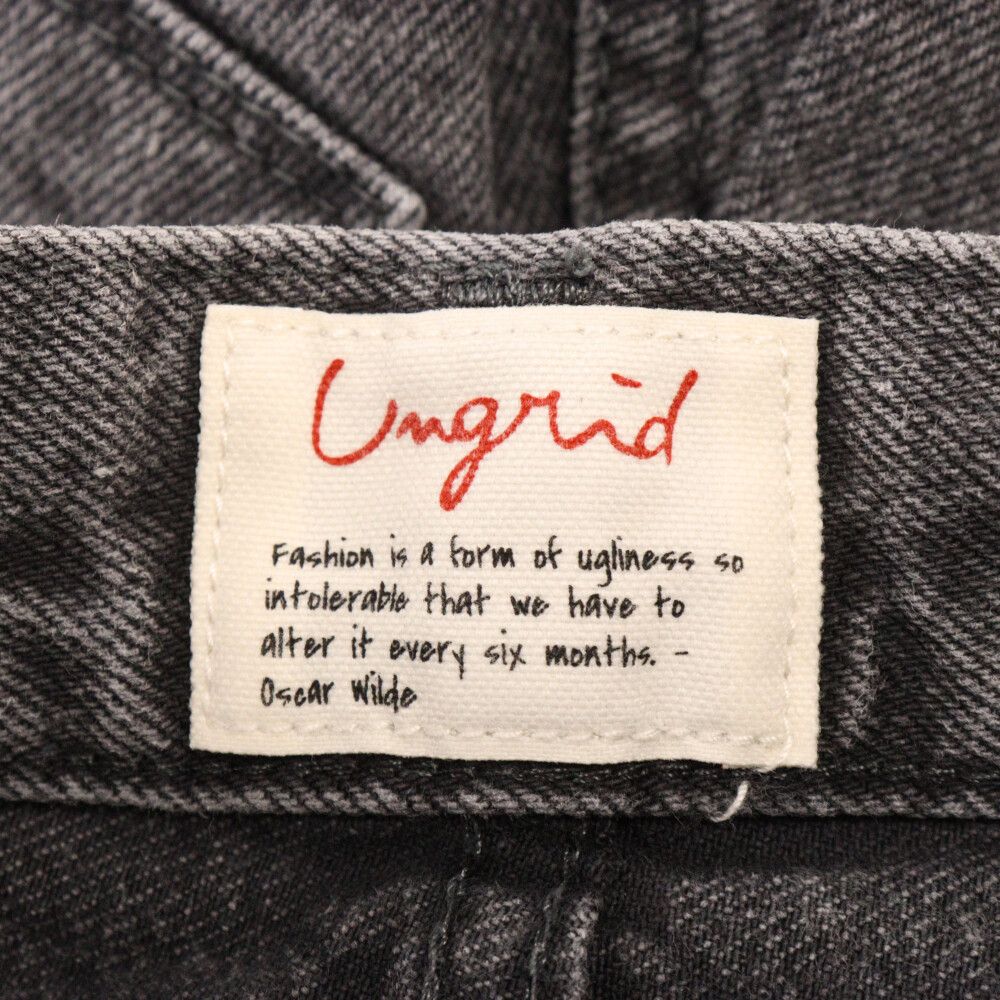 Ungrid
Fashion is a form of ugliness so
intolerable that we have to
alter it every six months. -
Oscar Wilde